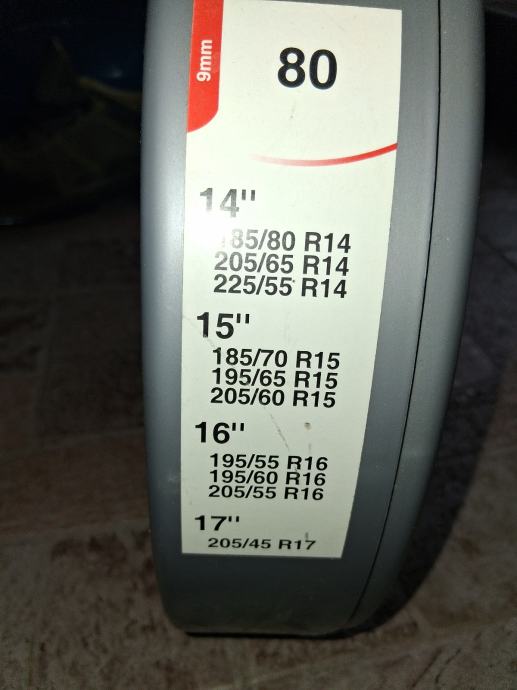 9mm
80
14"
185/80 R14
205/65 R14
225/55 R14
15"
185/70 R15
195/65 R15
205/60 R15
16"
195/55 R16
195/60 R16
205/55 R16
17"
205/45 R17